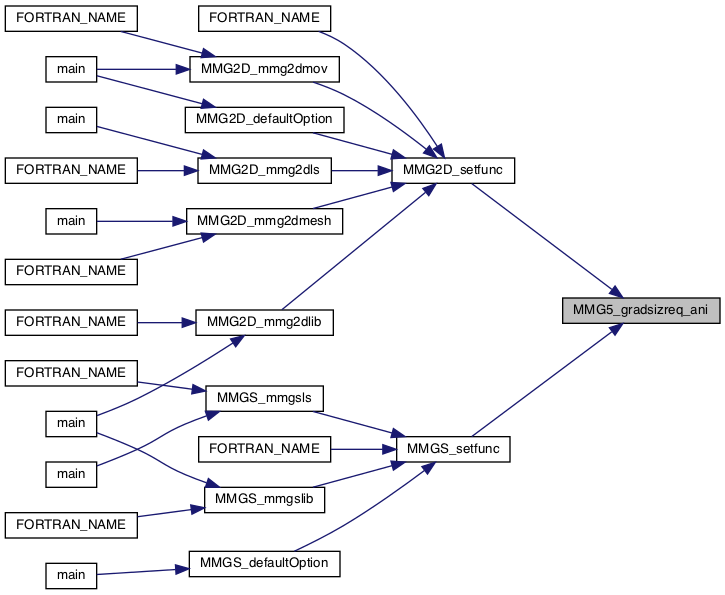 FORTRAN_NAME
FORTRAN_NAME
main
MMG2D_mmg2dmov
main
MMG2D_defaultOption
FORTRAN_NAME
MMG2D_mmg2dls
MMG2D_setfunc
main
MMG2D_mmg2dmesh
FORTRAN_NAME
FORTRAN_NAME
MMG2D_mmg2dlib
MMG5_gradsizreq_ani
FORTRAN_NAME
MMGS_mmgsls
main
FORTRAN_NAME
MMGS_setfunc
main
MMGS_mmgslib
FORTRAN_NAME
MMGS_defaultOption
main